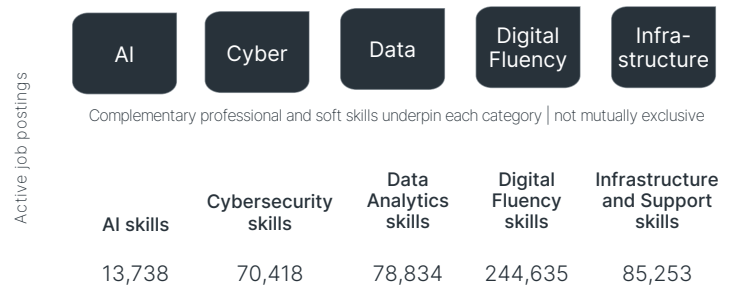 AI
Cyber
Data
Digital
Fluency
Infra-
structure
Complementary professional and soft skills underpin each category | not mutually exclusive
Active job postings
AI skills
Cybersecurity
skills
Data
Analytics
skills
Digital
Fluency
skills
Infrastructure
and Support
skills
13,738
70,418
78,834
244,635
85,253